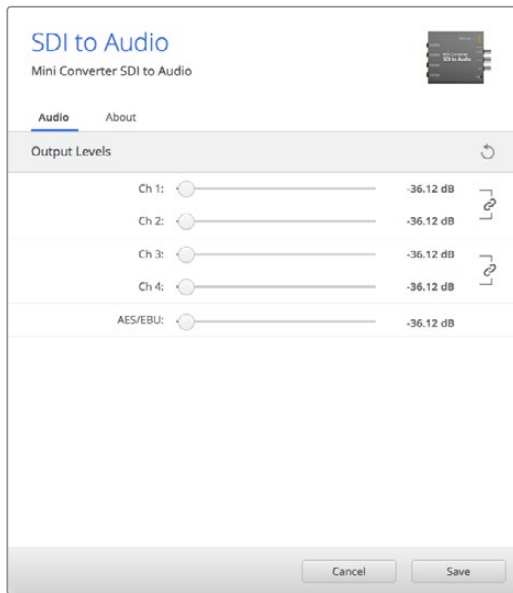 SDI to Audio
Mini Converter SDI to Audio
Audio About
Output Levels
Ch 1: -36.12 dB
Ch 2: -36.12 dB
Ch 3: -36.12 dB
Ch 4: -36.12 dB
AES/EBU: -36.12 dB
Cancel Save